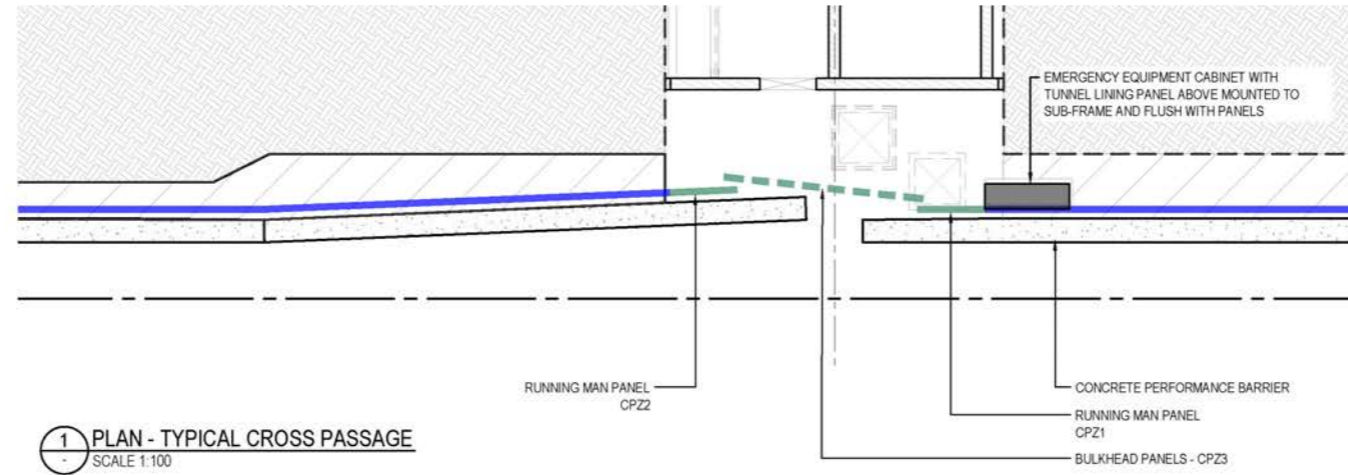 EMERGENCY EQUIPMENT CABINET WITH
TUNNEL LINING PANEL ABOVE MOUNTED TO
SUB-FRAME AND FLUSH WITH PANELS
RUNNING MAN PANEL
CPZ2
CONCRETE PERFORMANCE BARRIER
RUNNING MAN PANEL
CPZ1
BULKHEAD PANELS - CPZ3
1
-
PLAN - TYPICAL CROSS PASSAGE
SCALE 1:100